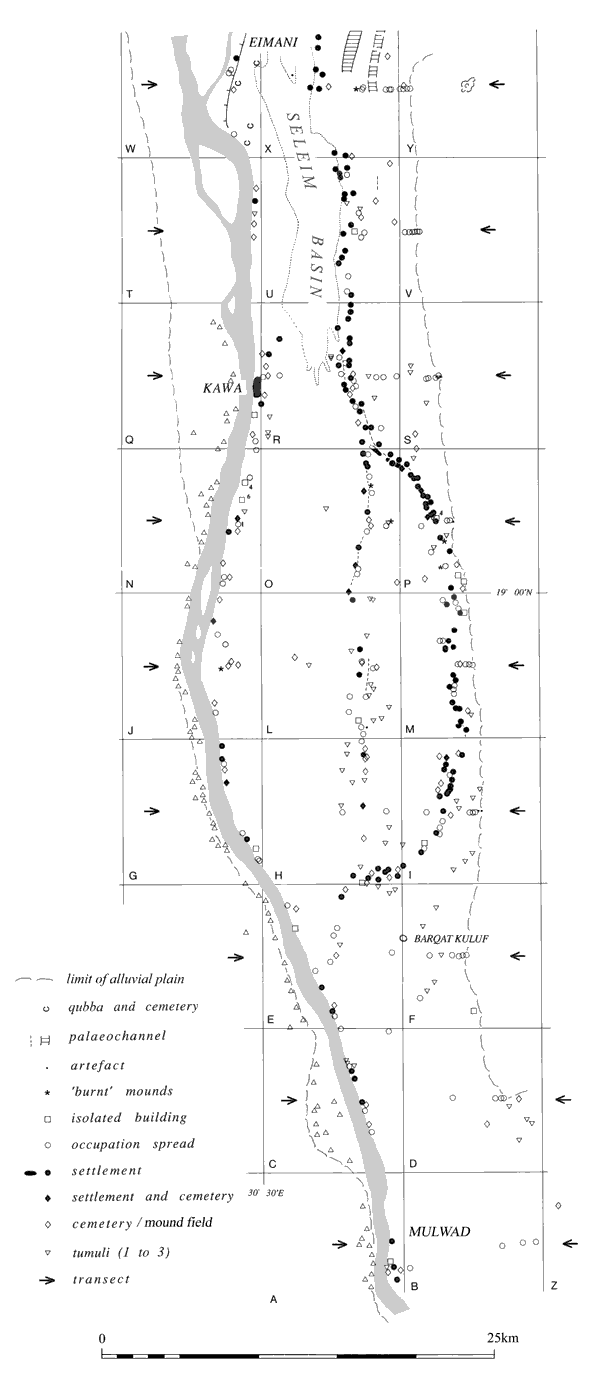 EIMANI
SELEIM
W X Y
BASIN
T U V
KAWA
Q R S
N O P 19° 00'N
J L M
G H I
BARQAT KULUF
limit of alluvial plain
qubba and cemetery
E F
palaeochannel
artefact
'burnt' mounds
isolated building
occupation spread
C D
settlement
settlement and cemetery 30° 30'E
cemetery / mound field
MULWAD
tumuli (1 to 3)
transect
A B Z
0 25km